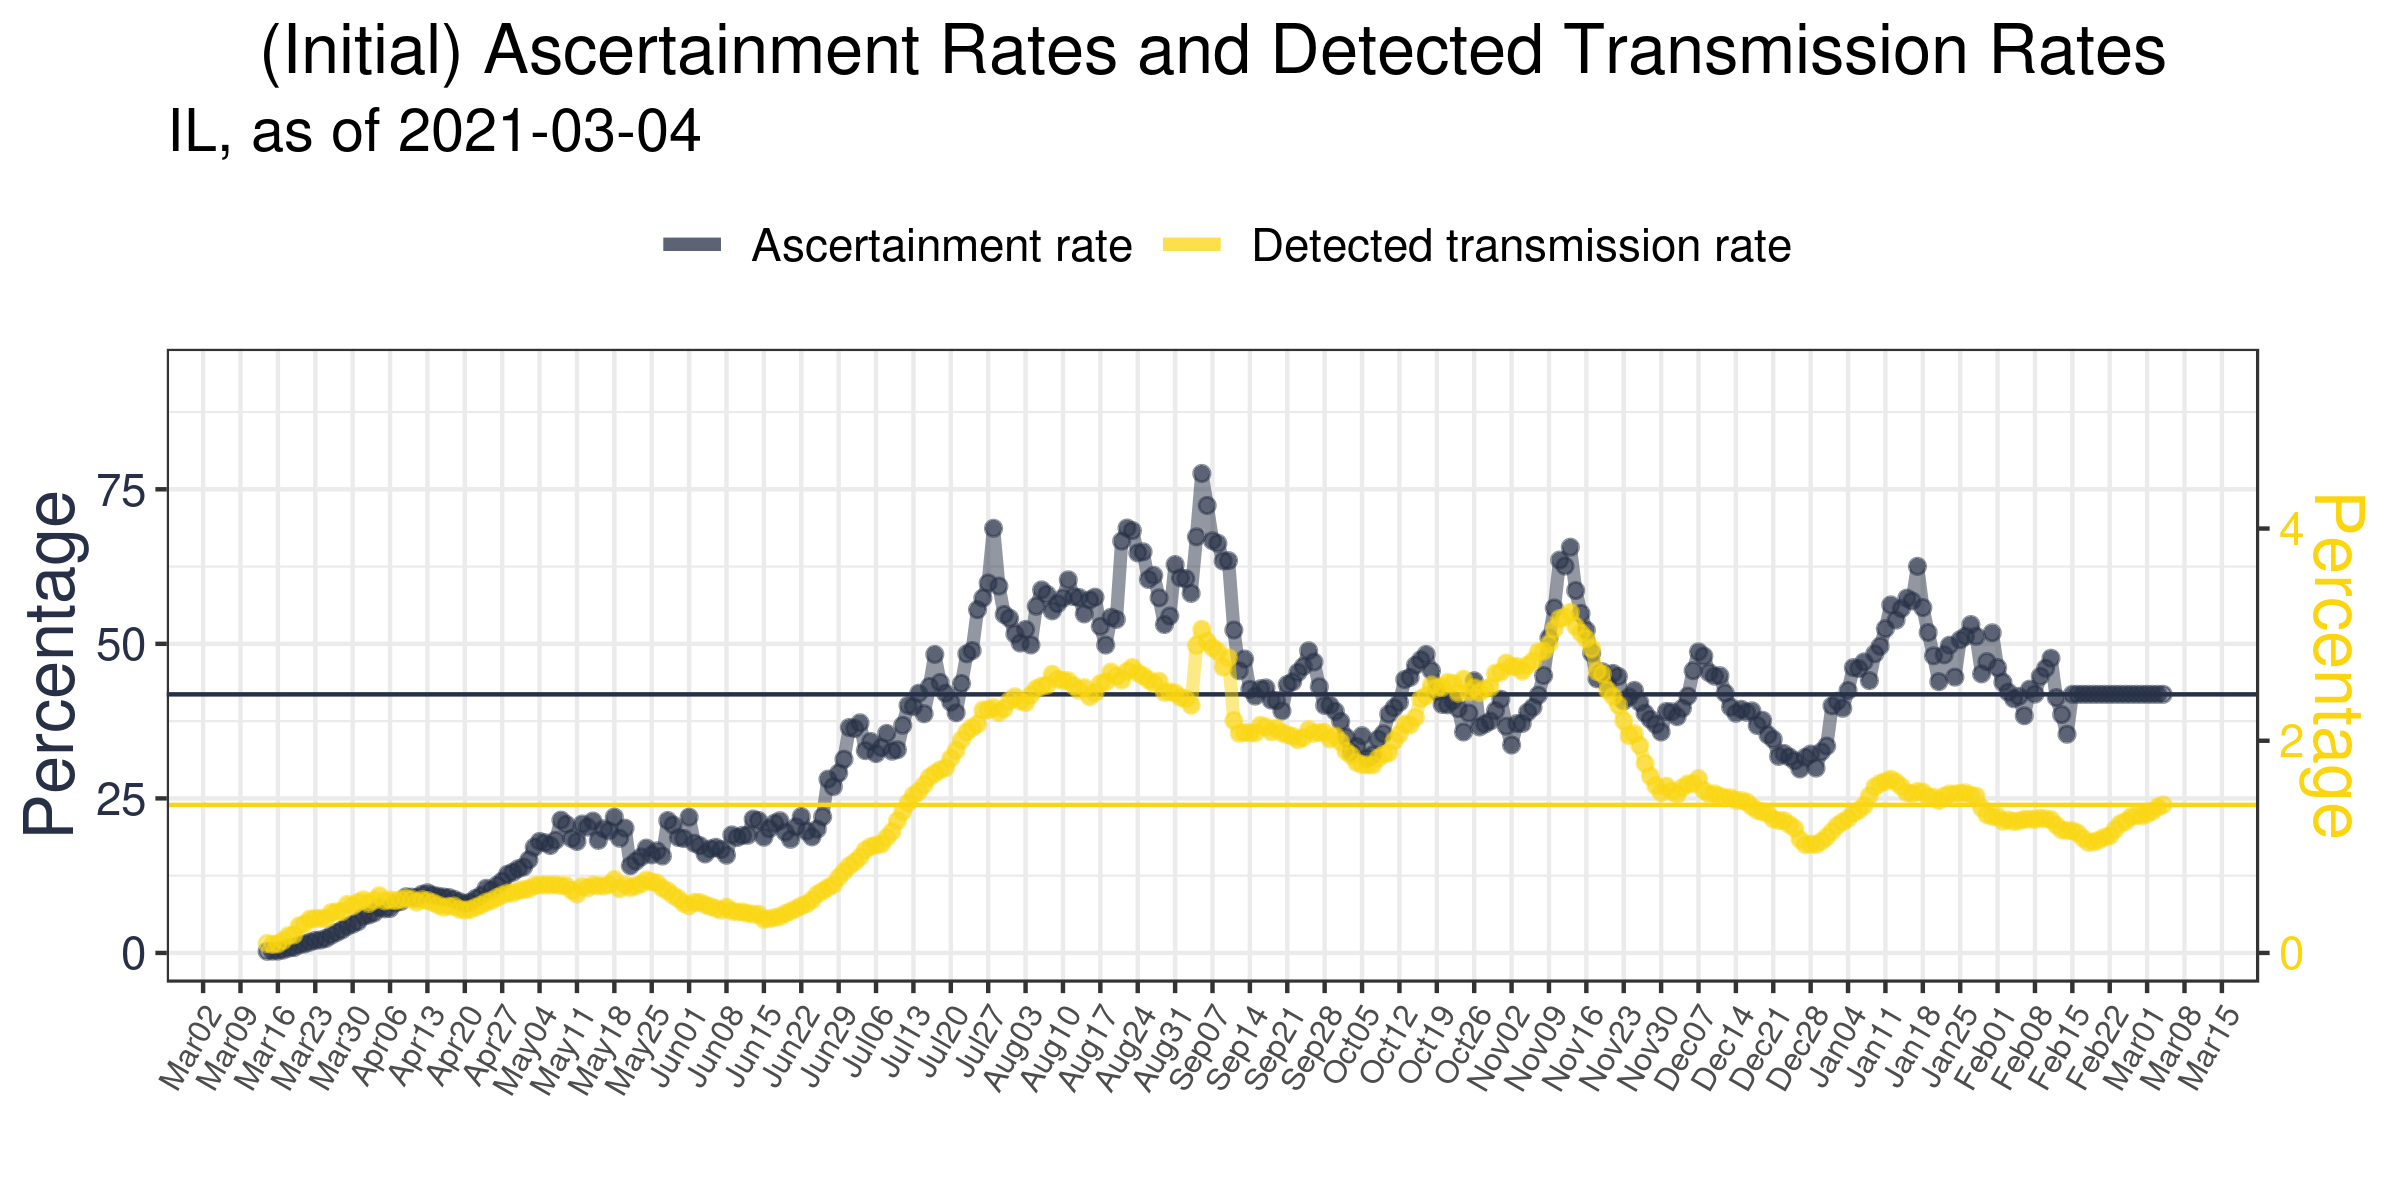 (Initial) Ascertainment Rates and Detected Transmission Rates
IL, as of 2021-03-04
Ascertainment rate
Detected transmission rate
Percentage
75
50
25
0
4
2
0
Percentage
Mar02
Mar09
Mar16
Mar23
Mar30
Apr06
Apr13
Apr20
Apr27
May04
May11
May18
May25
Jun01
Jun08
Jun15
Jun22
Jun29
Jul06
Jul13
Jul20
Jul27
Aug03
Aug10
Aug17
Aug24
Aug31
Sep07
Sep14
Sep21
Sep28
Oct05
Oct12
Oct19
Oct26
Nov02
Nov09
Nov16
Nov23
Nov30
Dec07
Dec14
Dec21
Dec28
Jan04
Jan11
Jan18
Jan25
Feb01
Feb08
Feb15
Feb22
Mar01
Mar08
Mar15